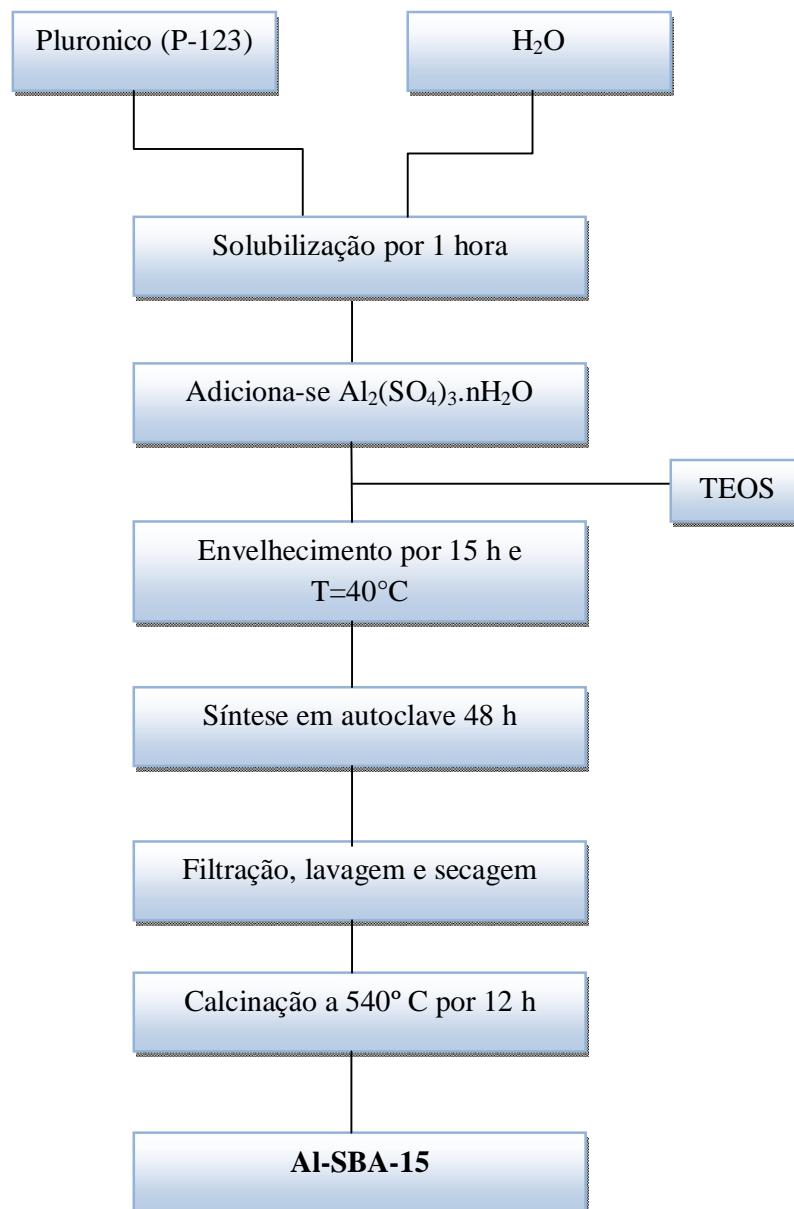 Pluronico (P-123)
H₂O
Solubilização por 1 hora
Adiciona-se Al₂(SO₄)₃.nH₂O
TEOS
Envelhecimento por 15 h e
T=40°C
Síntese em autoclave 48 h
Filtração, lavagem e secagem
Calcinação a 540º C por 12 h
Al-SBA-15